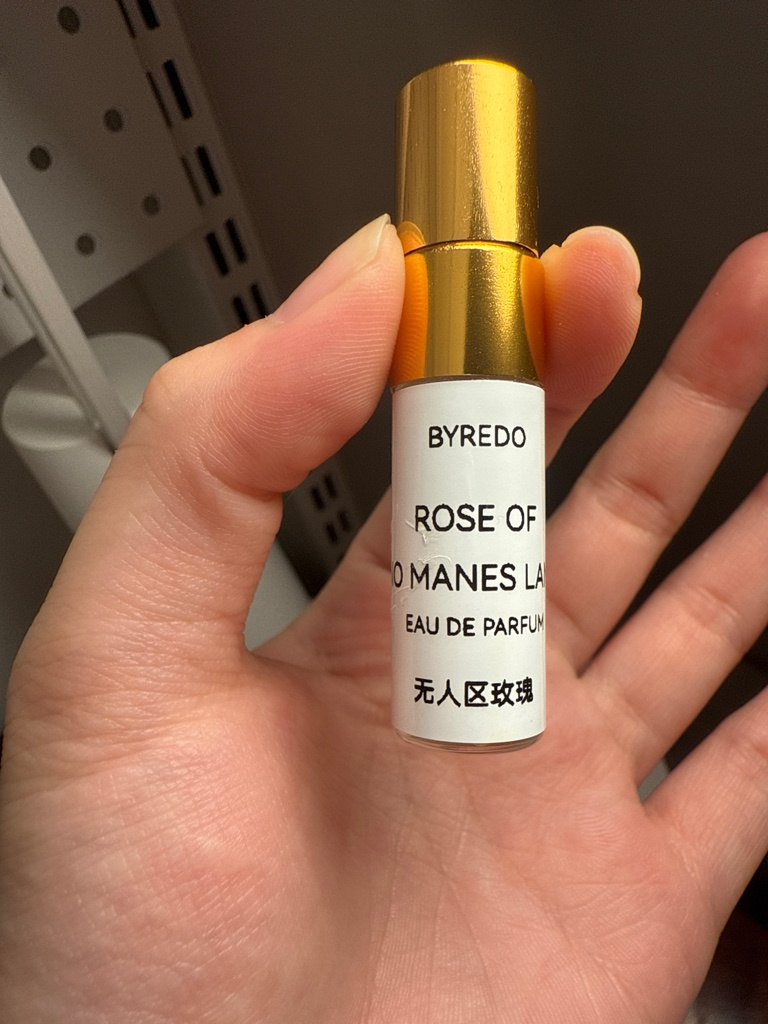 BYREDO
ROSE OF
O MANES LA
EAU DE PARFUM
无人区玫瑰